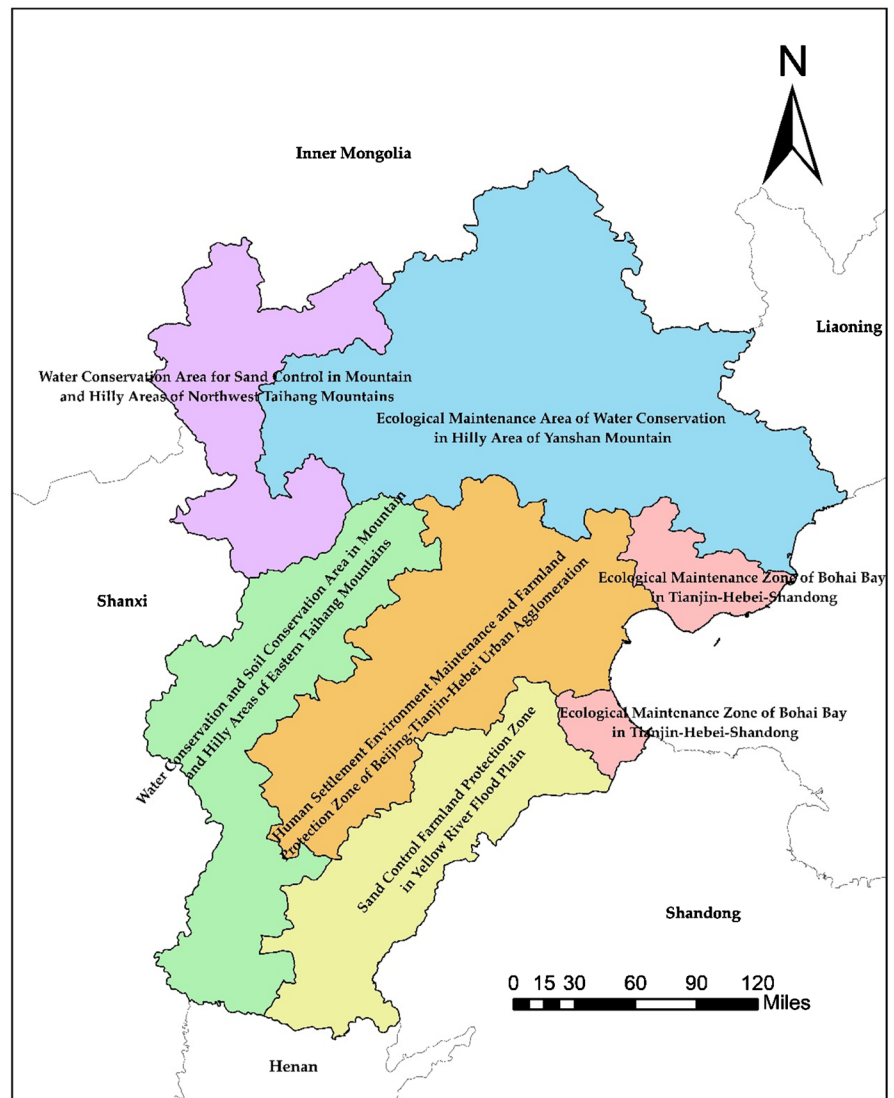 N
Inner Mongolia
Liaoning
Water Conservation Area for Sand Control in Mountain
and Hilly Areas of Northwest Taihang Mountains
Ecological Maintenance Area of Water Conservation
in Hilly Area of Yanshan Mountain
Water Conservation and Soil Conservation Area in Mountain
and Hilly Areas of Eastern Taihang Mountains
Human Settlement Environment Maintenance and Farmland
Protection Zone of Beijing-Tianjin-Hebei Urban Agglomeration
Ecological Maintenance Zone of Bohai Bay
in Tianjin-Hebei-Shandong
Shanxi
Ecological Maintenance Zone of Bohai Bay
in Tianjin-Hebei-Shandong
Sand Control Farmland Protection Zone
in Yellow River Flood Plain
Shandong
0 15 30 60 90 120
Miles
Henan